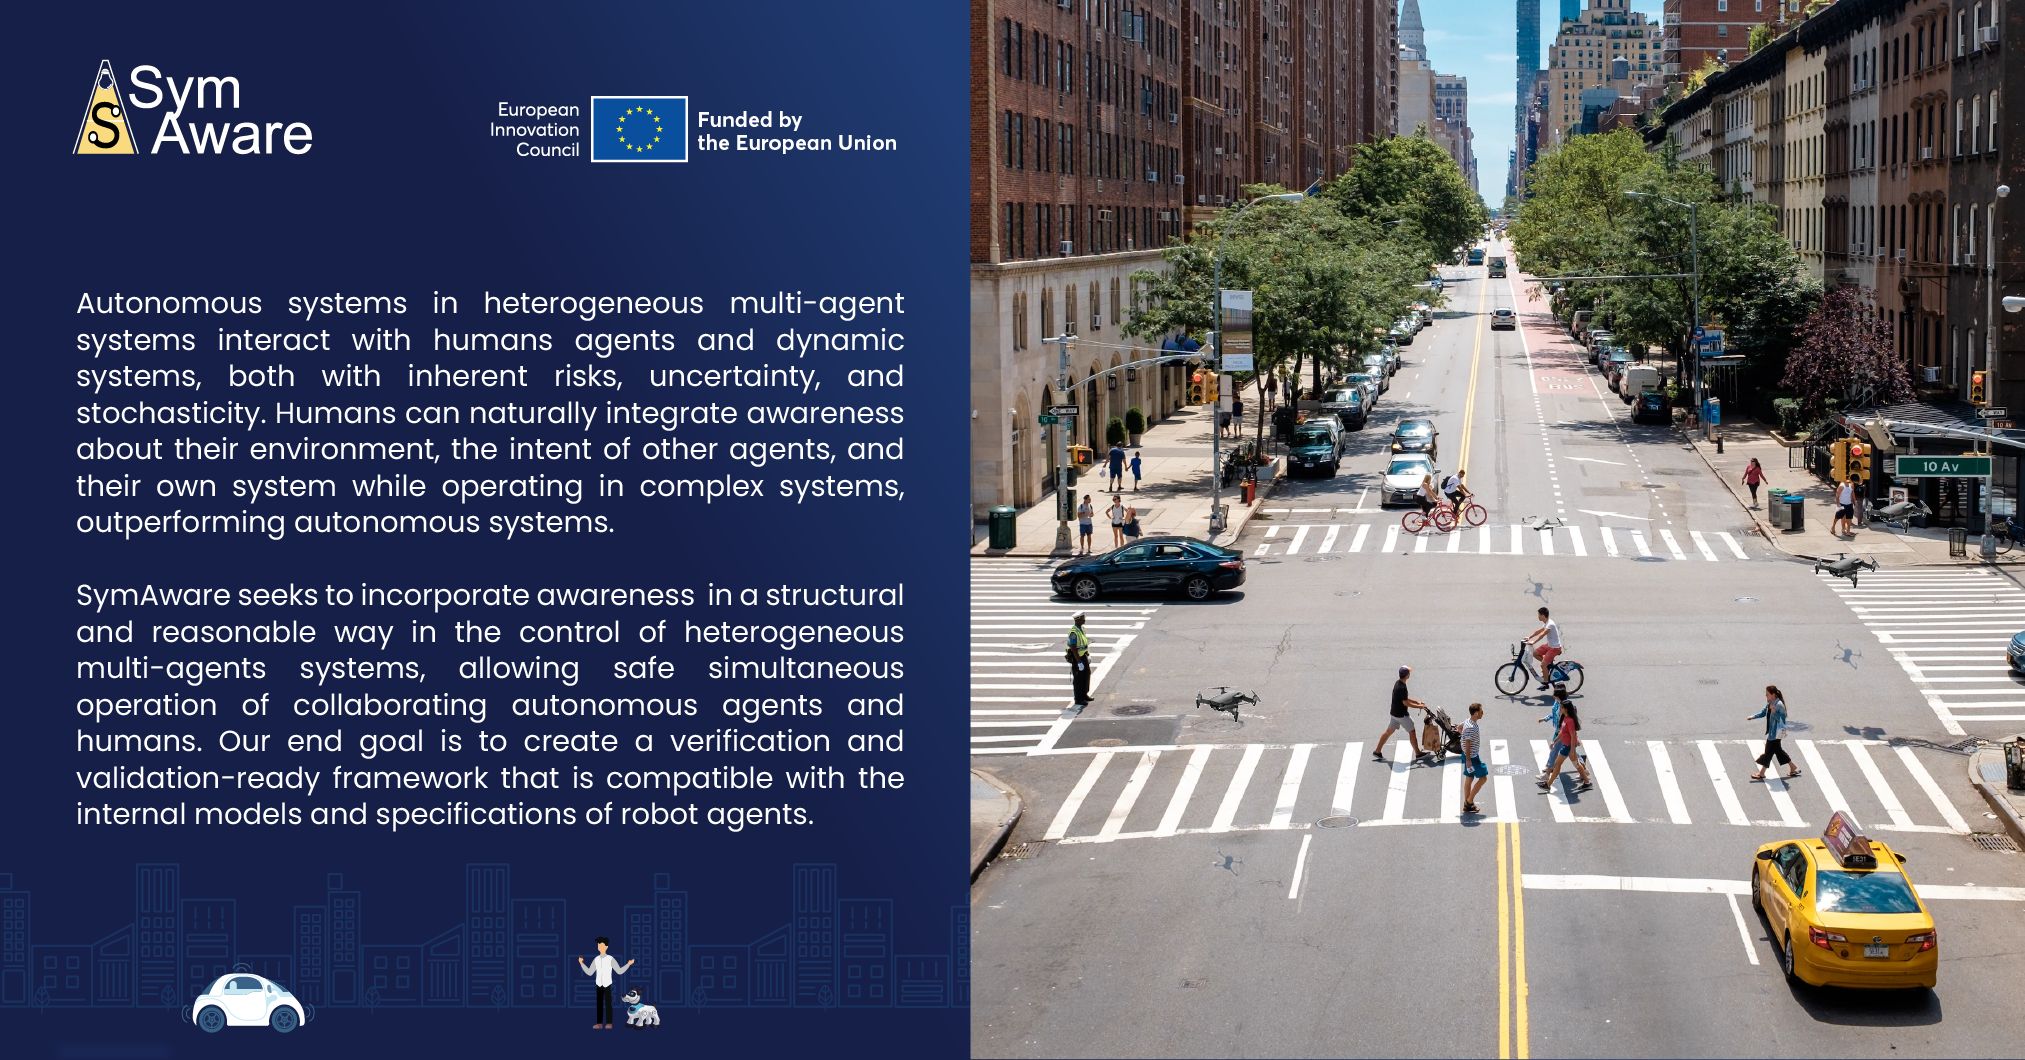 Sym
Aware
European
Innovation
Council
Funded by
the European Union
Autonomous systems in heterogeneous multi-agent
systems interact with humans agents and dynamic
systems, both with inherent risks, uncertainty, and
stochasticity. Humans can naturally integrate awareness
about their environment, the intent of other agents, and
their own system while operating in complex systems,
outperforming autonomous systems.
SymAware seeks to incorporate awareness in a structural
and reasonable way in the control of heterogeneous
multi-agents systems, allowing safe simultaneous
operation of collaborating autonomous agents and
humans. Our end goal is to create a verification and
validation-ready framework that is compatible with the
internal models and specifications of robot agents.
10 Av